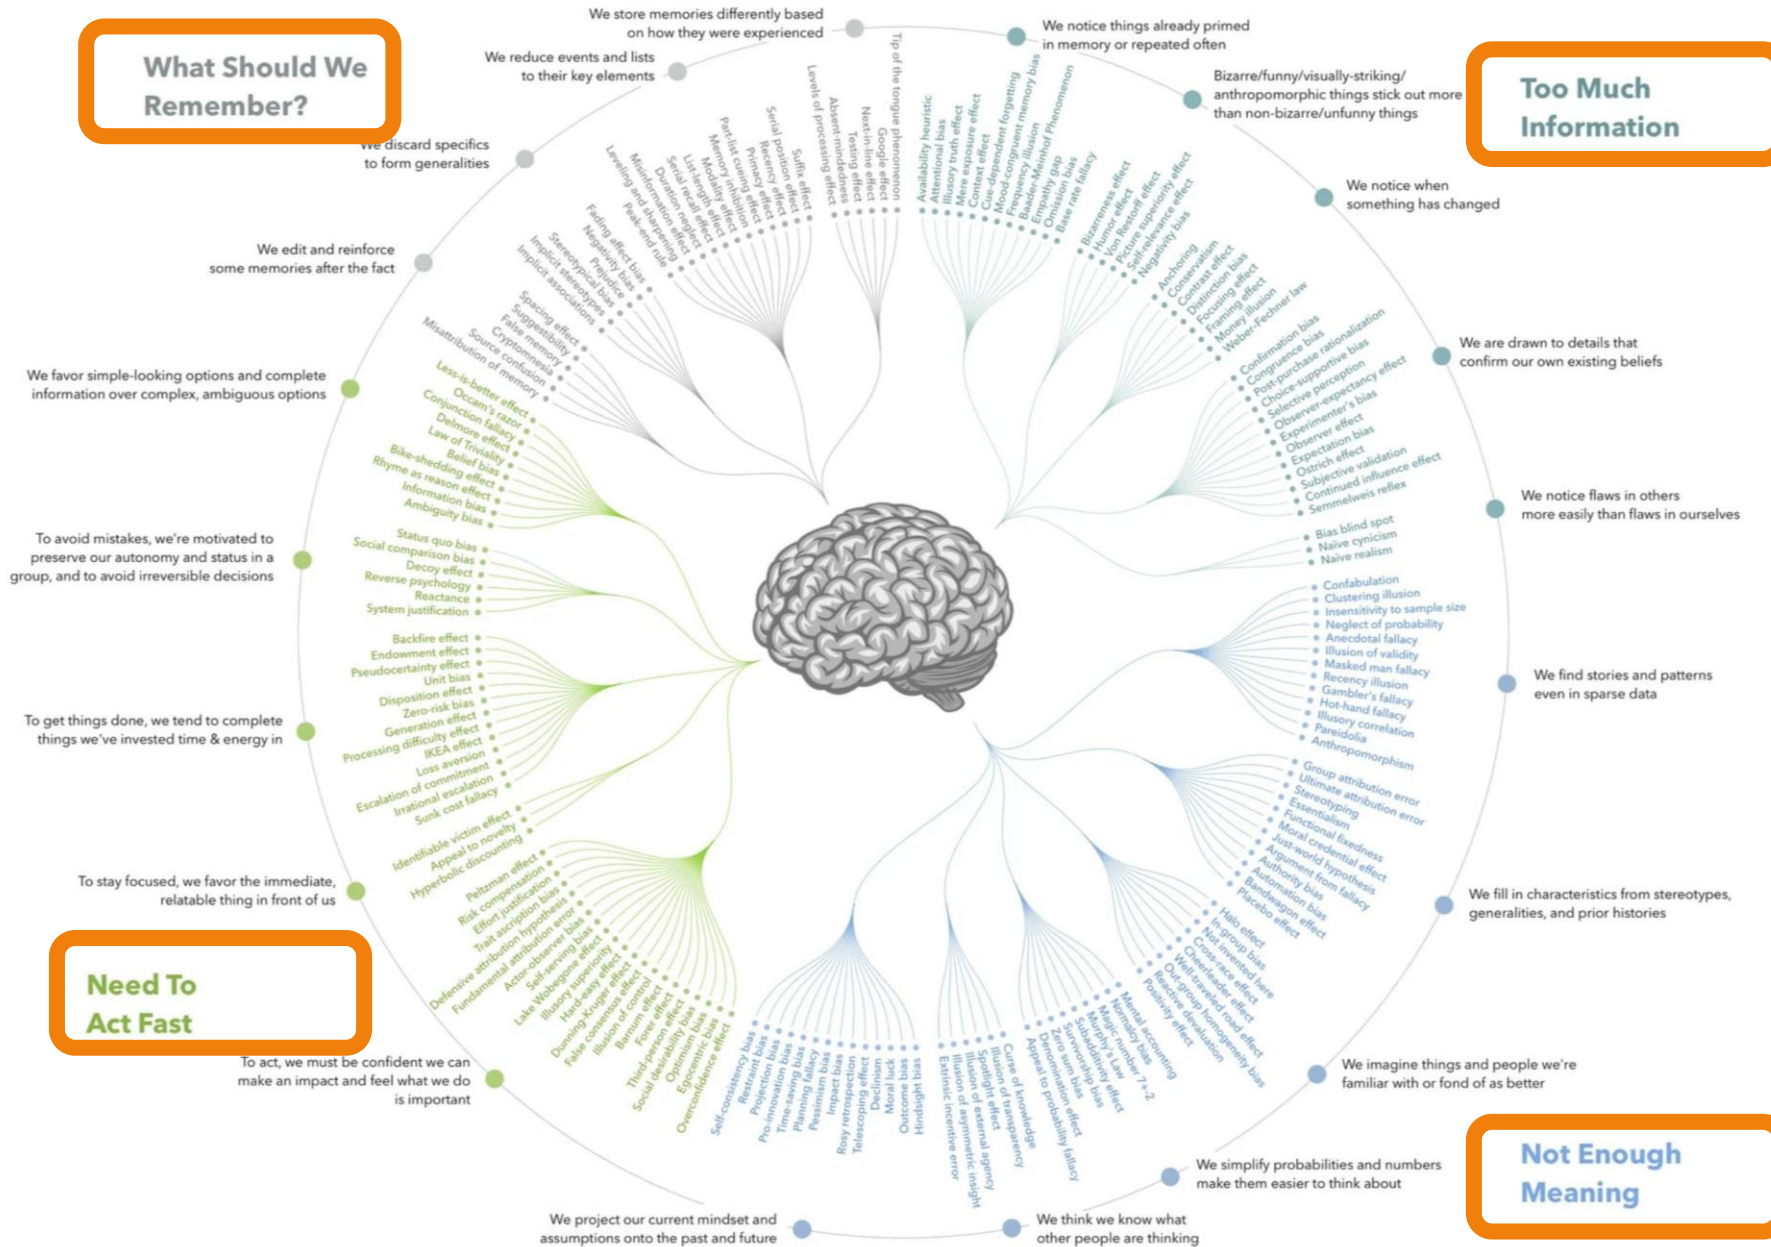 What Should We
Remember?
We store memories differently based
on how they were experienced
We reduce events and lists
to their key elements
We discard specifics
to form generalities
We edit and reinforce
some memories after the fact
Tip of the tongue phenomenon
Google effect
Next-in-line effect
Testing effect
Absent-mindedness
Levels of processing effect
Suffix effect
Serial position effect
Recency effect
Primacy effect
Memory inhibition
Part-list cueing effect
Modality effect
List-length effect
Serial recall effect
Duration neglect
Misinformation effect
Leveling and sharpening
Peak-end rule
Fading affect bias
Negativity bias
Prejudice
Stereotypical bias
Implicit stereotypes
Implicit associations
Spacing effect
Suggestibility
False memory
Cryptomnesia
Source confusion
Misattribution of memory
Too Much
Information
We notice things already primed
in memory or repeated often
Bizarre/funny/visually-striking/
anthropomorphic things stick out more
than non-bizarre/unfunny things
We notice when
something has changed
We are drawn to details that
confirm our own existing beliefs
We notice flaws in others
more easily than flaws in ourselves
Availability heuristic
Attentional bias
Illusory truth effect
Mere exposure effect
Context effect
Cue-dependent forgetting
Mood-congruent memory bias
Frequency illusion
Baader-Meinhof Phenomenon
Empathy gap
Omission bias
Base rate fallacy
Bizarreness effect
Humor effect
Von Restorff effect
Picture superiority effect
Self-relevance effect
Negativity bias
Anchoring
Conservatism
Contrast effect
Distinction bias
Focusing effect
Framing effect
Money illusion
Weber-Fechner law
Confirmation bias
Congruence bias
Post-purchase rationalization
Choice-supportive bias
Selective perception
Observer-expectancy effect
Experimenter's bias
Observer effect
Expectation bias
Ostrich effect
Subjective validation
Continued influence effect
Semmelweis reflex
Bias blind spot
Naïve cynicism
Naïve realism
Not Enough
Meaning
We find stories and patterns
even in sparse data
We fill in characteristics from stereotypes,
generalities, and prior histories
We imagine things and people we're
familiar with or fond of as better
We simplify probabilities and numbers
make them easier to think about
We think we know what
other people are thinking
We project our current mindset and
assumptions onto the past and future
Confabulation
Clustering illusion
Insensitivity to sample size
Neglect of probability
Anecdotal fallacy
Illusion of validity
Masked man fallacy
Recency illusion
Gambler's fallacy
Hot-hand fallacy
Illusory correlation
Pareidolia
Anthropomorphism
Group attribution error
Ultimate attribution error
Stereotyping
Essentialism
Functional fixedness
Moral credential effect
Just-world hypothesis
Argument from fallacy
Authority bias
Automation bias
Bandwagon effect
Placebo effect
Halo effect
In-group bias
Not invented here
Cross-race effect
Cheerleader effect
Well-traveled road effect
Out-group homogeneity bias
Reactive devaluation
Positivity effect
Mental accounting
Normalcy bias
Magic number 7+-2
Murphy's Law
Subadditivity effect
Survivorship bias
Zero sum bias
Denomination effect
Appeal to probability fallacy
Curse of knowledge
Illusion of transparency
Spotlight effect
Illusion of external agency
Illusion of asymmetric insight
Extrinsic incentive error
Hindsight bias
Outcome bias
Moral luck
Declinism
Telescoping effect
Rosy retrospection
Impact bias
Pessimism bias
Planning fallacy
Time-saving bias
Pro-innovation bias
Projection bias
Restraint bias
Self-consistency bias
We favor simple-looking options and complete
information over complex, ambiguous options
To avoid mistakes, we're motivated to
preserve our autonomy and status in a
group, and to avoid irreversible decisions
To get things done, we tend to complete
things we've invested time & energy in
To stay focused, we favor the immediate,
relatable thing in front of us
Need To
Act Fast
To act, we must be confident we can
make an impact and feel what we do
is important
Less-is-better effect
Occam's razor
Conjunction fallacy
Delmore effect
Law of Triviality
Belief bias
Bike-shedding effect
Rhyme as reason effect
Information bias
Ambiguity bias
Status quo bias
Social comparison bias
Decoy effect
Reverse psychology
Reactance
System justification
Backfire effect
Endowment effect
Pseudocertainty effect
Unit bias
Disposition effect
Zero-risk bias
Generation effect
Processing difficulty effect
IKEA effect
Loss aversion
Escalation of commitment
Irrational escalation
Sunk cost fallacy
Identifiable victim effect
Appeal to novelty
Hyperbolic discounting
Peltzman effect
Risk compensation
Effort justification
Trait ascription bias
Defensive attribution hypothesis
Fundamental attribution error
Actor-observer bias
Self-serving bias
Lake Wobegone effect
Illusory superiority
Hard-easy effect
Dunning-Kruger effect
False consensus effect
Illusion of control
Barnum effect
Forer effect
Third-person effect
Social desirability bias
Optimism bias
Egocentric bias
Overconfidence effect